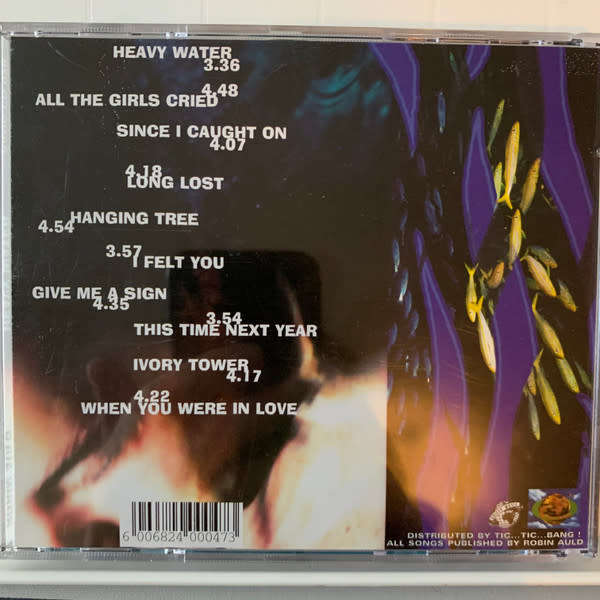 HEAVY WATER
3.36
4.48
ALL THE GIRLS CRIED
SINCE I CAUGHT ON
4.07
4.18
LONG LOST
HANGING TREE
4.54
3.57
I FELT YOU
GIVE ME A SIGN
4.35
3.54
THIS TIME NEXT YEAR
IVORY TOWER
4.17
4.22
WHEN YOU WERE IN LOVE
6 006824 000473
DISTRIBUTED BY TIC...TIC...BANG !
ALL SONGS PUBLISHED BY ROBIN AULD